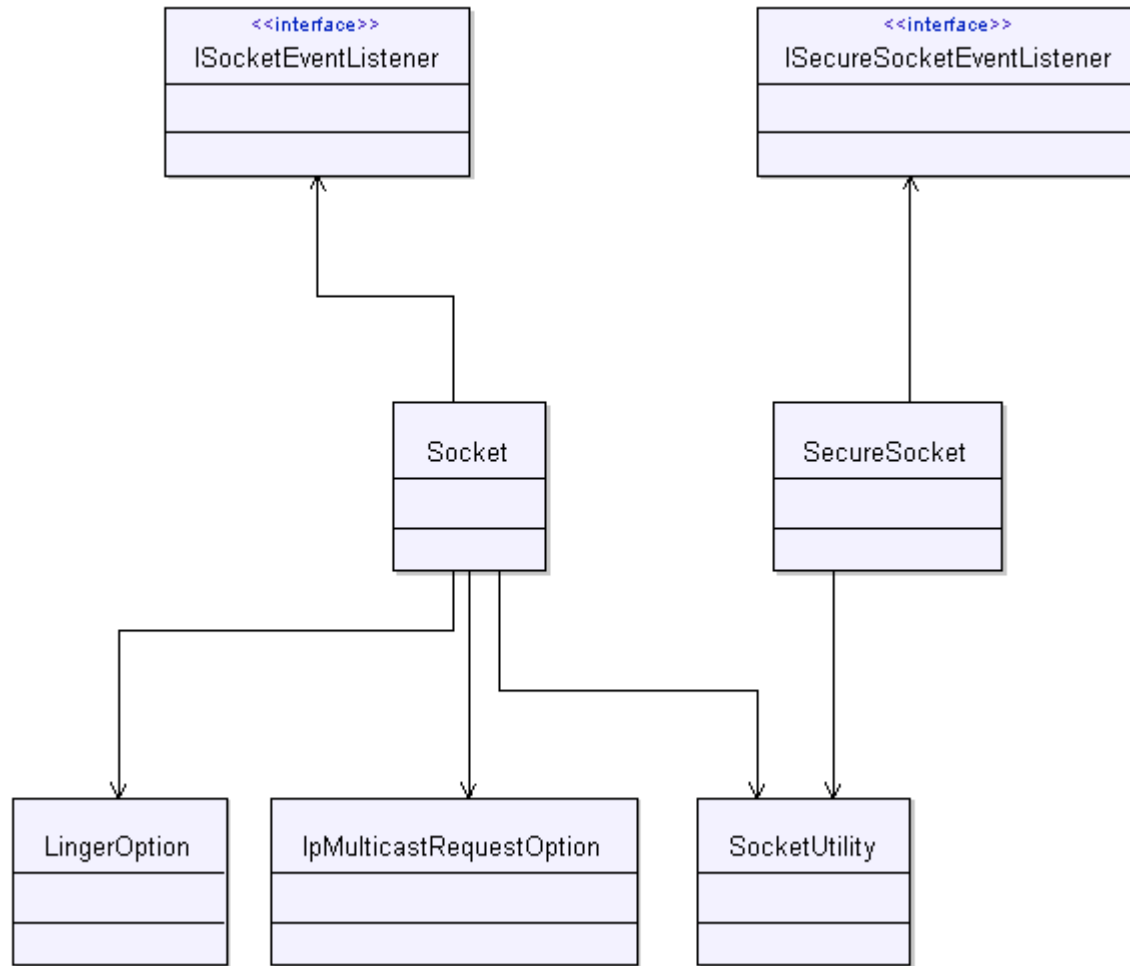 <<interface>>
ISocketEventListener
<<interface>>
ISecureSocketEventListener
Socket
SecureSocket
LingerOption
IpMulticastRequestOption
SocketUtility